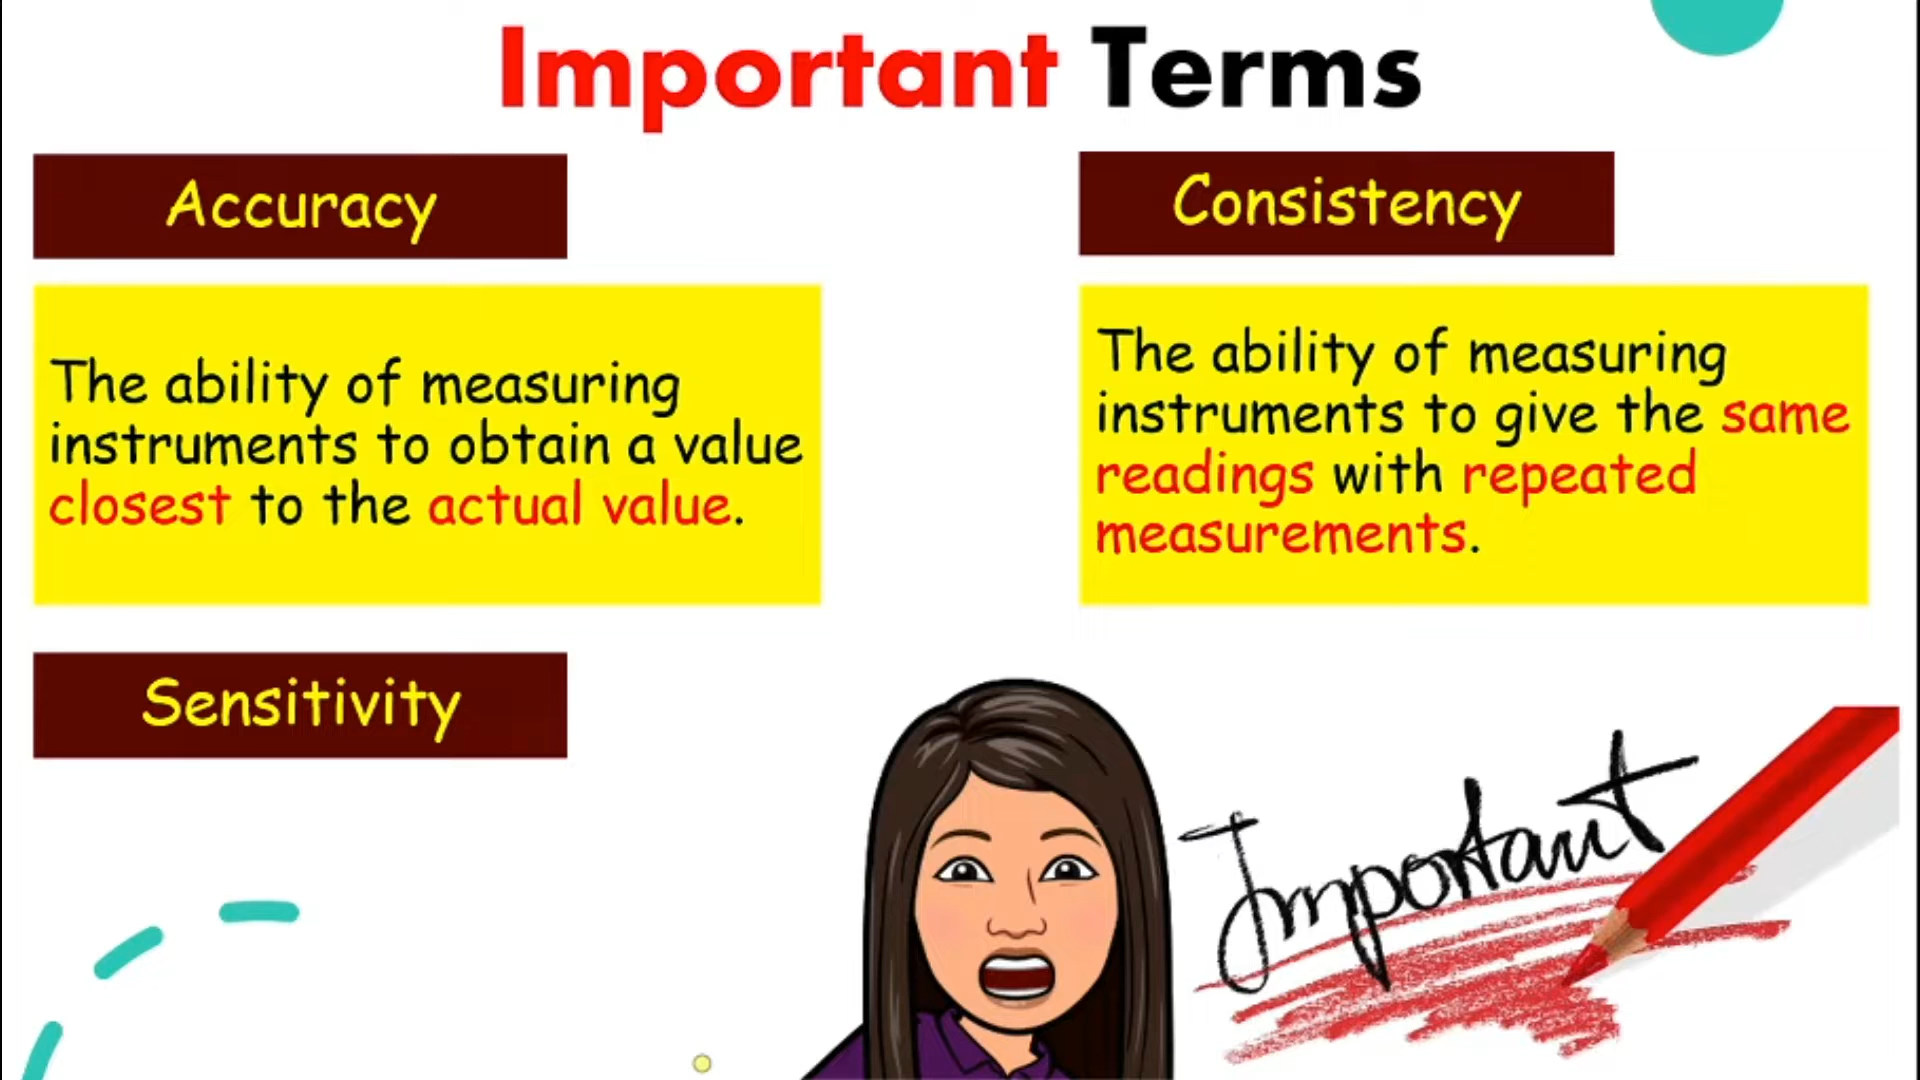 Important Terms
Accuracy
The ability of measuring
instruments to obtain a value
closest to the actual value.
Consistency
The ability of measuring
instruments to give the same
readings with repeated
measurements.
Sensitivity
Important